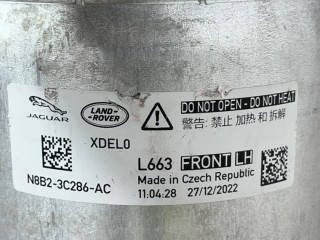 JAGUAR
LAND ROVER
DO NOT OPEN - DO NOT HEAT
警告: 禁止 加热 和 拆解
XDEL0
L663 FRONT LH
Made in Czech Republic
N8B2-3C286-AC
11:04:28 27/12/2022